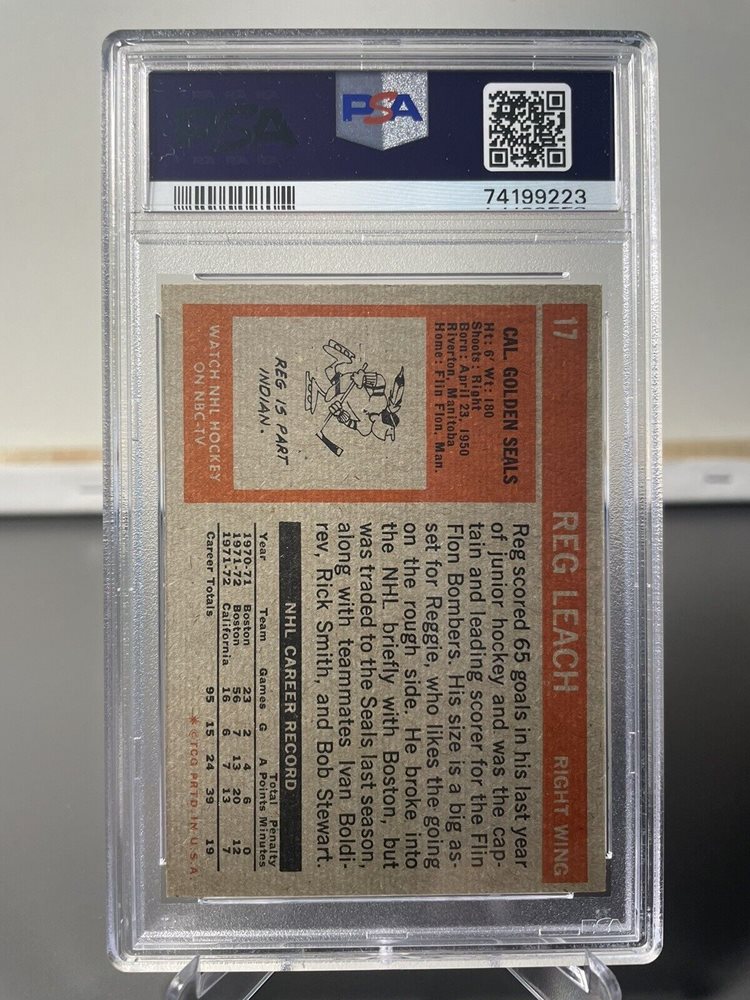 PSA
74199223
17 REG LEACH RIGHT WING
CAL. GOLDEN SEALS
Ht: 6' Wt: 180
Shoots: Right
Born: April 23, 1950
Riverton, Manitoba
Home: Flin Flon, Man.
REG IS PART
INDIAN.
WATCH NHL HOCKEY
ON NBC-TV
Reg scored 65 goals in his last year
of junior hockey and was the cap-
tain and leading scorer for the Flin
Flon Bombers. His size is a big as-
set for Reggie, who likes the going
on the rough side. He broke into
the NHL briefly with Boston, but
was traded to the Seals last season,
along with teammates Ivan Boldi-
rev, Rick Smith, and Bob Stewart.
NHL CAREER RECORD
Total Penalty
Year Team Games G A Points Minutes
1970-71 Boston 23 2 4 6 0
1971-72 Boston 56 7 13 20 12
1971-72 California 16 6 7 13 7
Career Totals 95 15 24 39 19
* © TCG PRTD. IN U.S.A.